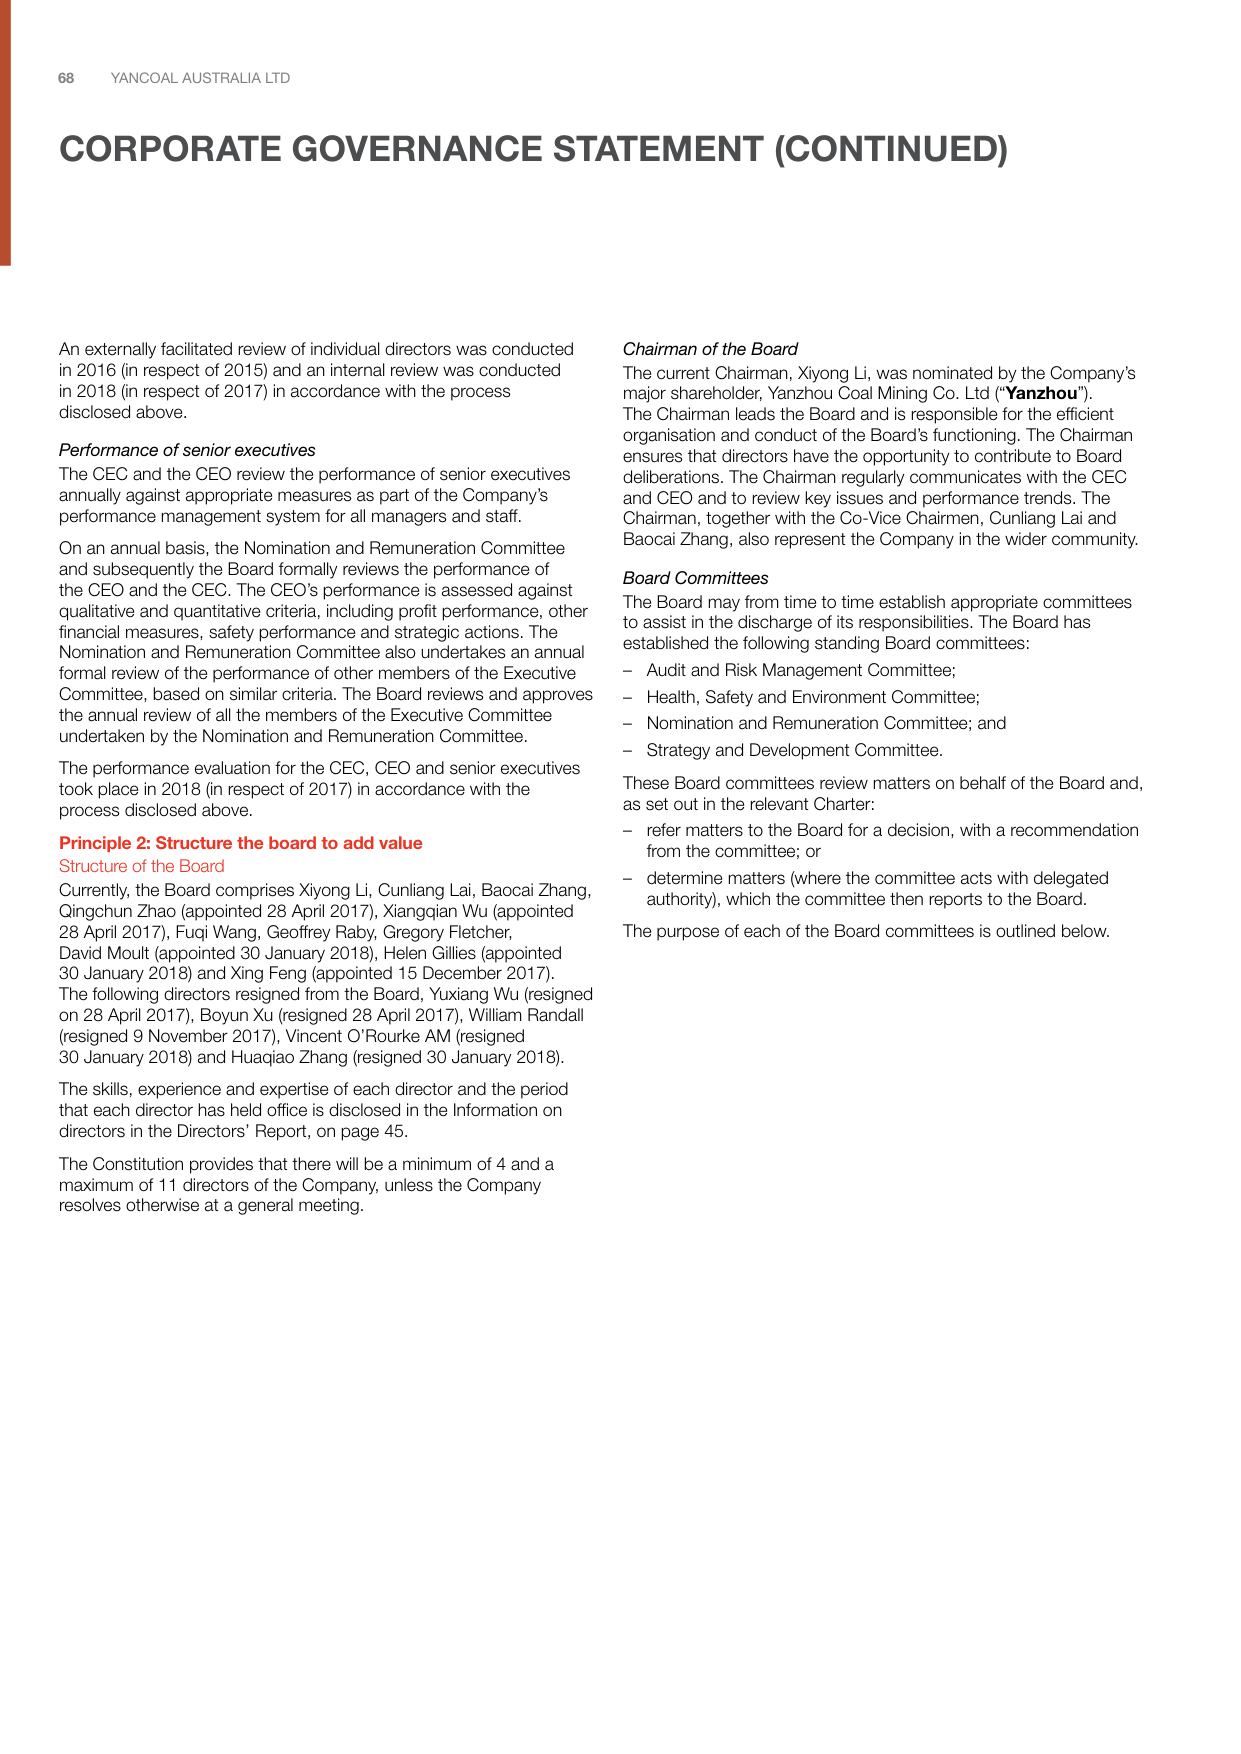 68 YANCOAL AUSTRALIA LTD
CORPORATE GOVERNANCE STATEMENT (CONTINUED)
An externally facilitated review of individual directors was conducted
in 2016 (in respect of 2015) and an internal review was conducted
in 2018 (in respect of 2017) in accordance with the process
disclosed above.
Performance of senior executives
The CEC and the CEO review the performance of senior executives
annually against appropriate measures as part of the Company’s
performance management system for all managers and staff.
On an annual basis, the Nomination and Remuneration Committee
and subsequently the Board formally reviews the performance of
the CEO and the CEC. The CEO’s performance is assessed against
qualitative and quantitative criteria, including profit performance, other
financial measures, safety performance and strategic actions. The
Nomination and Remuneration Committee also undertakes an annual
formal review of the performance of other members of the Executive
Committee, based on similar criteria. The Board reviews and approves
the annual review of all the members of the Executive Committee
undertaken by the Nomination and Remuneration Committee.
The performance evaluation for the CEC, CEO and senior executives
took place in 2018 (in respect of 2017) in accordance with the
process disclosed above.
Principle 2: Structure the board to add value
Structure of the Board
Currently, the Board comprises Xiyong Li, Cunliang Lai, Baocai Zhang,
Qingchun Zhao (appointed 28 April 2017), Xiangqian Wu (appointed
28 April 2017), Fuqi Wang, Geoffrey Raby, Gregory Fletcher,
David Moult (appointed 30 January 2018), Helen Gillies (appointed
30 January 2018) and Xing Feng (appointed 15 December 2017).
The following directors resigned from the Board, Yuxiang Wu (resigned
on 28 April 2017), Boyun Xu (resigned 28 April 2017), William Randall
(resigned 9 November 2017), Vincent O’Rourke AM (resigned
30 January 2018) and Huaqiao Zhang (resigned 30 January 2018).
The skills, experience and expertise of each director and the period
that each director has held office is disclosed in the Information on
directors in the Directors’ Report, on page 45.
The Constitution provides that there will be a minimum of 4 and a
maximum of 11 directors of the Company, unless the Company
resolves otherwise at a general meeting.
Chairman of the Board
The current Chairman, Xiyong Li, was nominated by the Company’s
major shareholder, Yanzhou Coal Mining Co. Ltd (“Yanzhou”).
The Chairman leads the Board and is responsible for the efficient
organisation and conduct of the Board’s functioning. The Chairman
ensures that directors have the opportunity to contribute to Board
deliberations. The Chairman regularly communicates with the CEC
and CEO and to review key issues and performance trends. The
Chairman, together with the Co-Vice Chairmen, Cunliang Lai and
Baocai Zhang, also represent the Company in the wider community.
Board Committees
The Board may from time to time establish appropriate committees
to assist in the discharge of its responsibilities. The Board has
established the following standing Board committees:
– Audit and Risk Management Committee;
– Health, Safety and Environment Committee;
– Nomination and Remuneration Committee; and
– Strategy and Development Committee.
These Board committees review matters on behalf of the Board and,
as set out in the relevant Charter:
– refer matters to the Board for a decision, with a recommendation
from the committee; or
– determine matters (where the committee acts with delegated
authority), which the committee then reports to the Board.
The purpose of each of the Board committees is outlined below.